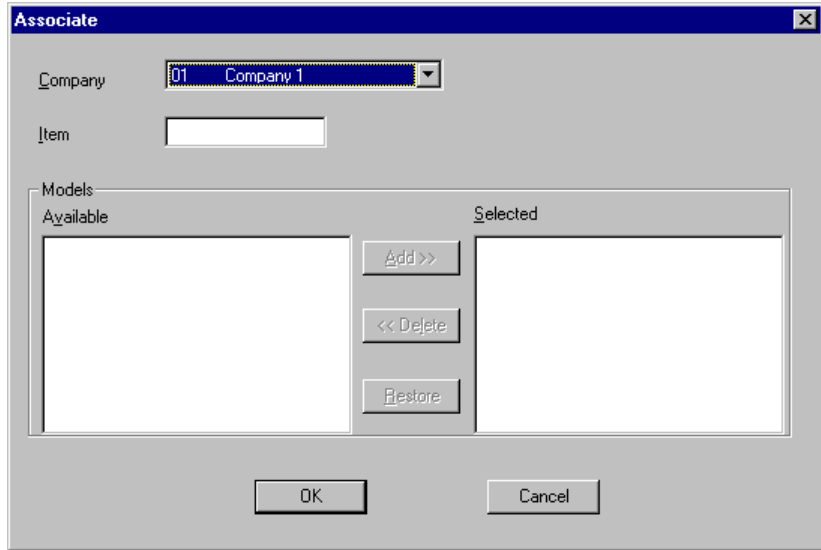 Associate
Company 01 Company 1
Item
Models
Available Selected
Add >>
<< Delete
Restore
OK Cancel